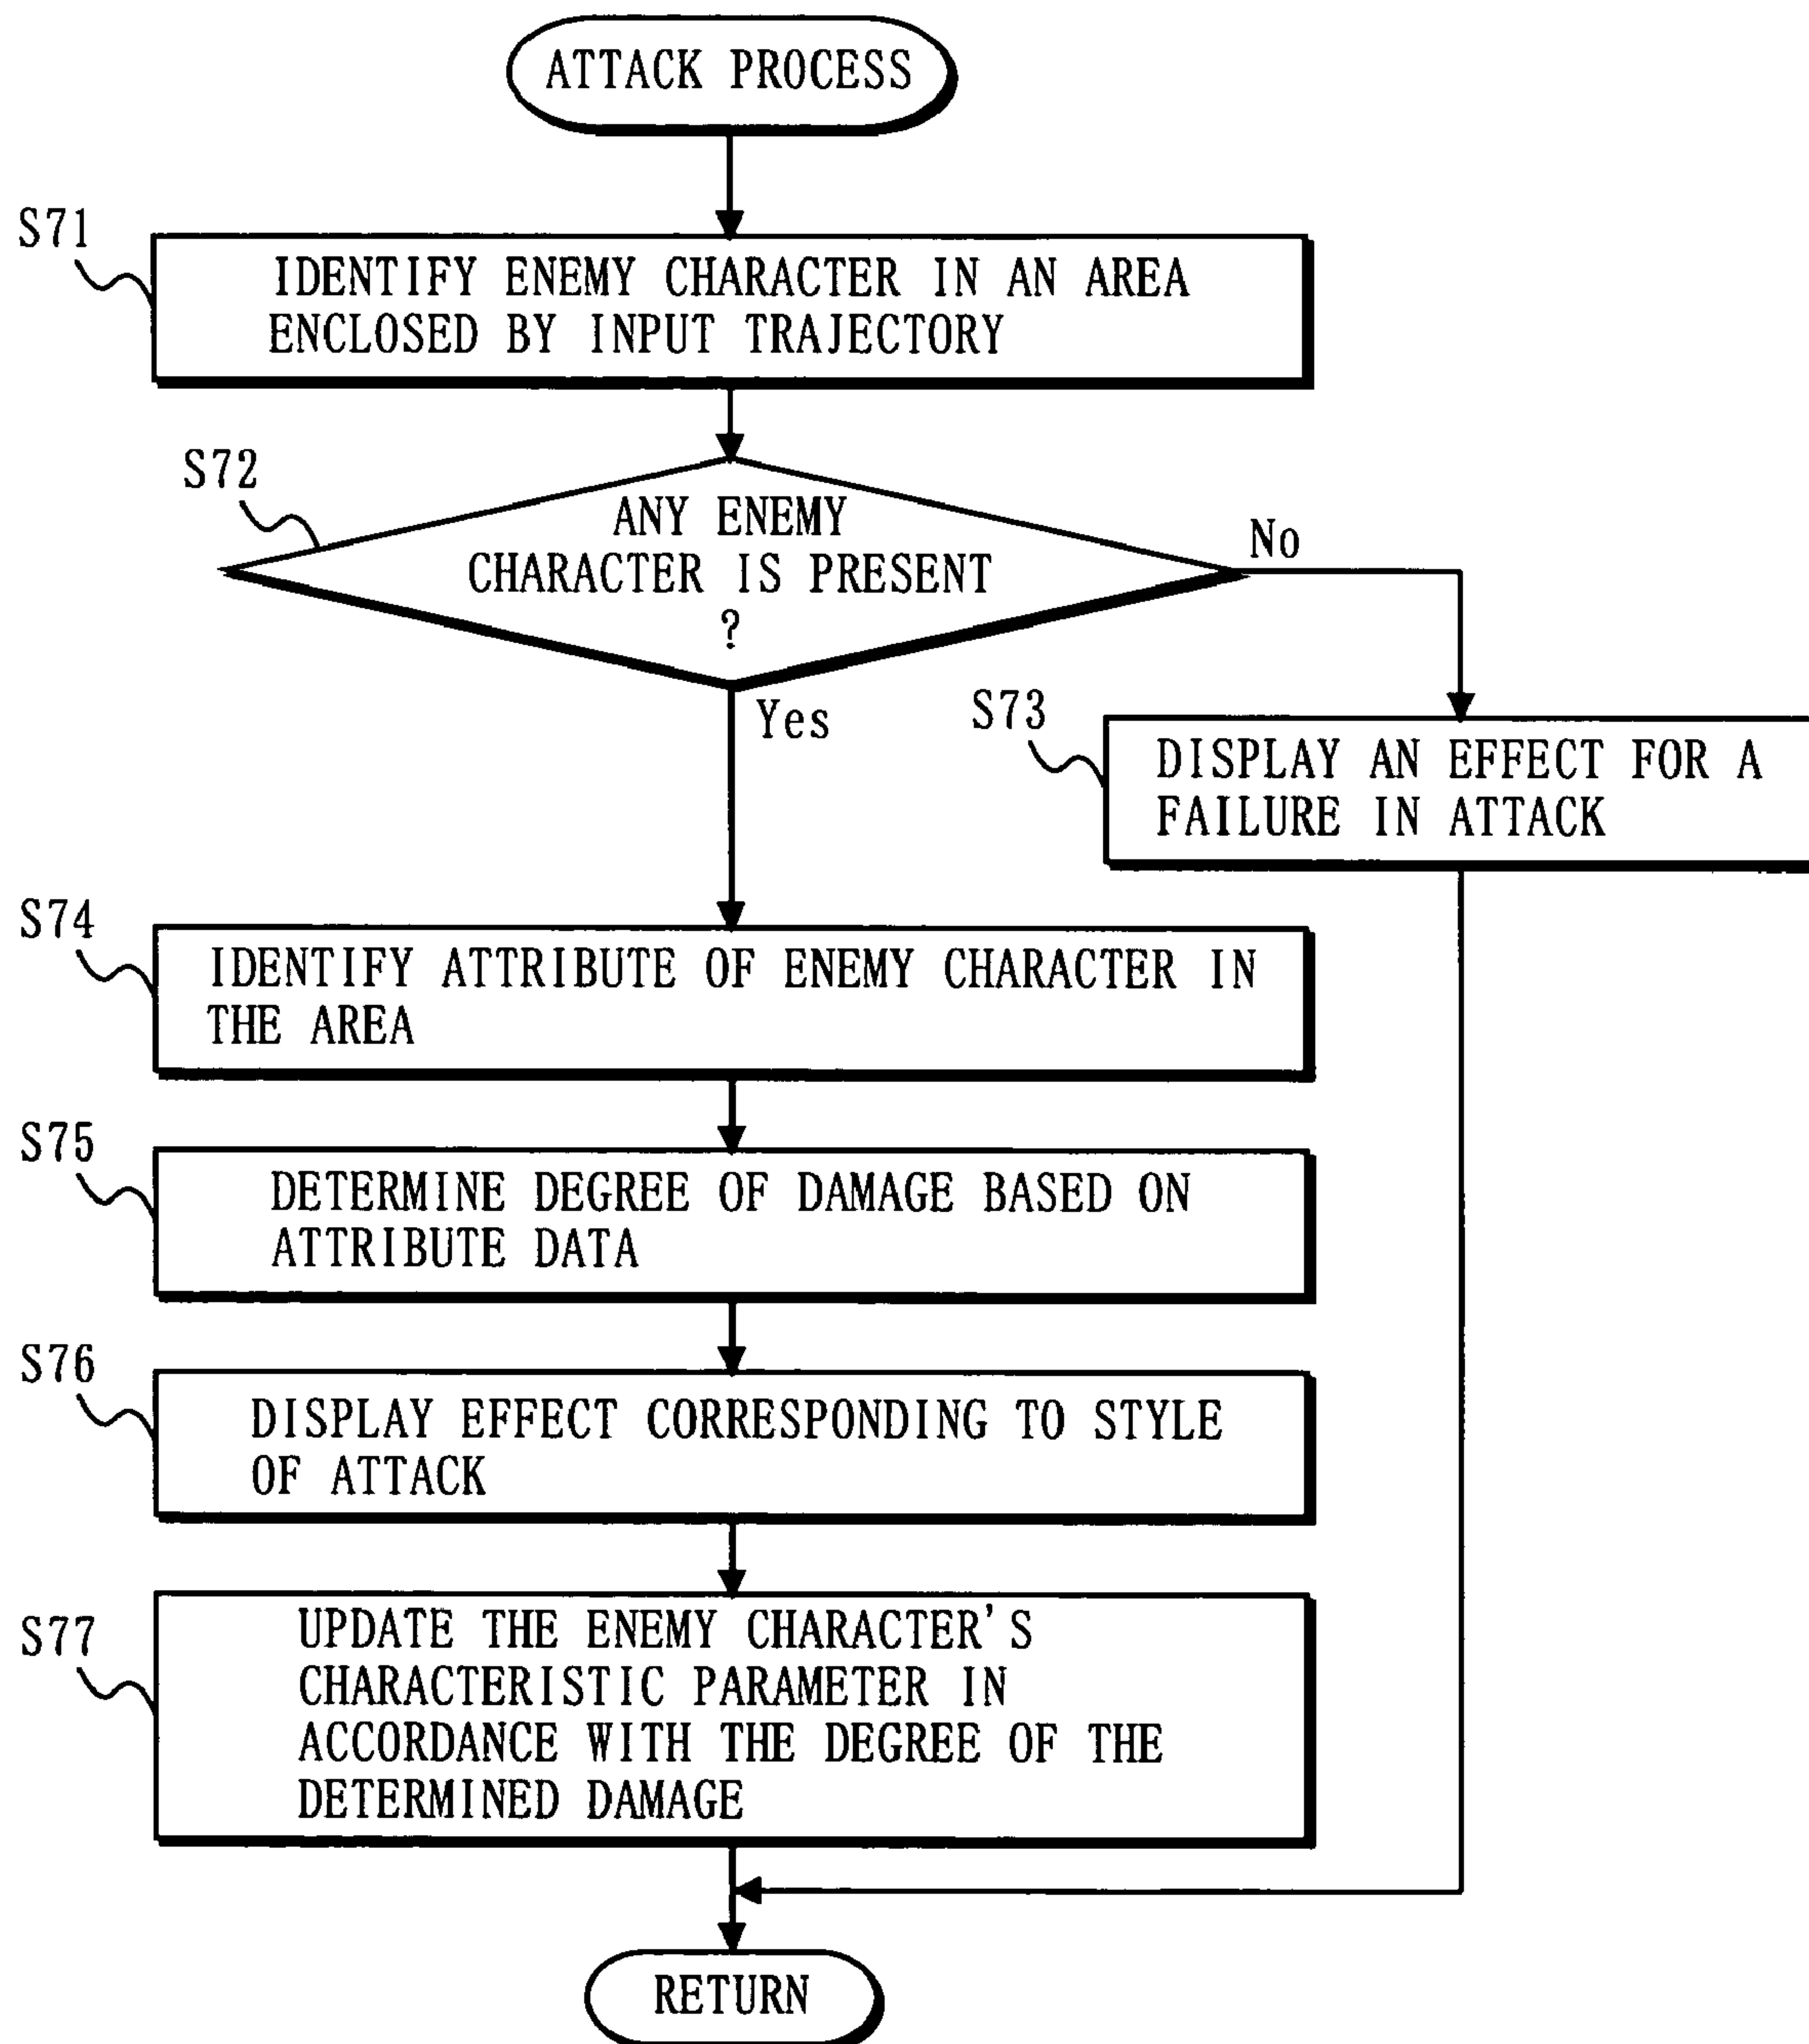 ATTACK PROCESS
S71
IDENTIFY ENEMY CHARACTER IN AN AREA
ENCLOSED BY INPUT TRAJECTORY
S72
ANY ENEMY
CHARACTER IS PRESENT
?
No
Yes
S73
DISPLAY AN EFFECT FOR A
FAILURE IN ATTACK
S74
IDENTIFY ATTRIBUTE OF ENEMY CHARACTER IN
THE AREA
S75
DETERMINE DEGREE OF DAMAGE BASED ON
ATTRIBUTE DATA
S76
DISPLAY EFFECT CORRESPONDING TO STYLE
OF ATTACK
S77
UPDATE THE ENEMY CHARACTER'S
CHARACTERISTIC PARAMETER IN
ACCORDANCE WITH THE DEGREE OF THE
DETERMINED DAMAGE
RETURN